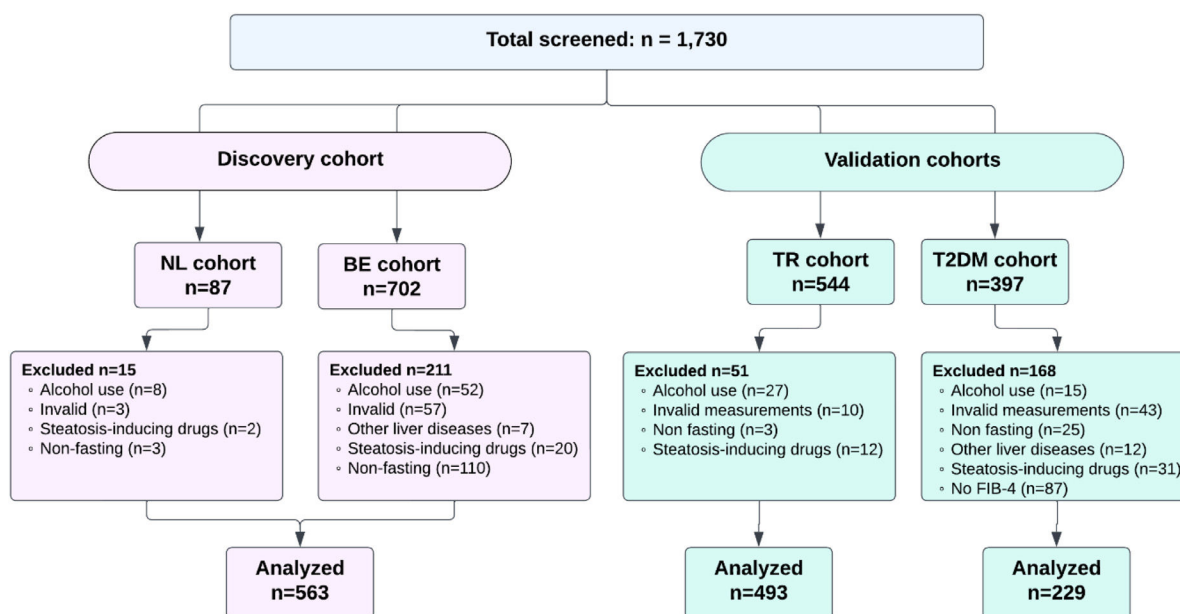 Total screened: n = 1,730
Discovery cohort
Validation cohorts
NL cohort
n=87
BE cohort
n=702
TR cohort
n=544
T2DM cohort
n=397
Excluded n=15
◦ Alcohol use (n=8)
◦ Invalid (n=3)
◦ Steatosis-inducing drugs (n=2)
◦ Non-fasting (n=3)
Excluded n=211
◦ Alcohol use (n=52)
◦ Invalid (n=57)
◦ Other liver diseases (n=7)
◦ Steatosis-inducing drugs (n=20)
◦ Non-fasting (n=110)
Excluded n=51
◦ Alcohol use (n=27)
◦ Invalid measurements (n=10)
◦ Non fasting (n=3)
◦ Steatosis-inducing drugs (n=12)
Excluded n=168
◦ Alcohol use (n=15)
◦ Invalid measurements (n=43)
◦ Non fasting (n=25)
◦ Other liver diseases (n=12)
◦ Steatosis-inducing drugs (n=31)
◦ No FIB-4 (n=87)
Analyzed
n=563
Analyzed
n=493
Analyzed
n=229